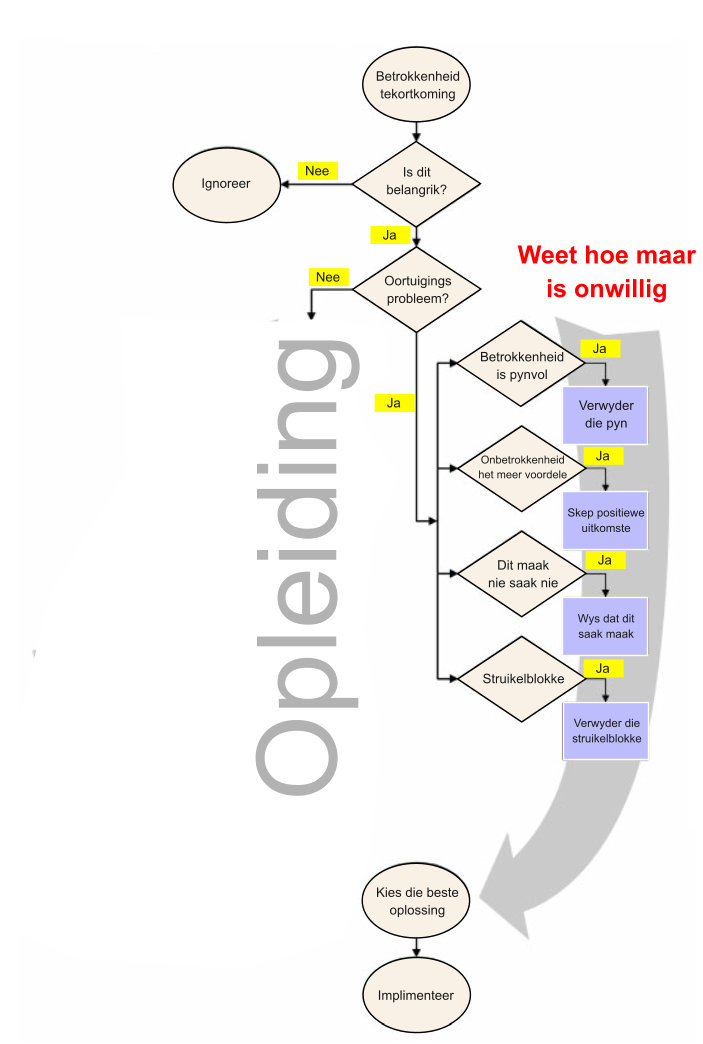 Betrokkenheid
tekortkoming
Is dit
belangrik?
Nee
Ignoreer
Ja
Oortuigings
probleem?
Nee
Opleiding
Ja
Weet hoe maar
is onwillig
Betrokkenheid
is pynvol
Ja
Verwyder
die pyn
Onbetrokkenheid
het meer voordele
Ja
Skep positiewe
uitkomste
Dit maak
nie saak nie
Ja
Wys dat dit
saak maak
Struikelblokke
Ja
Verwyder die
struikelblokke
Kies die beste
oplossing
Implimenteer